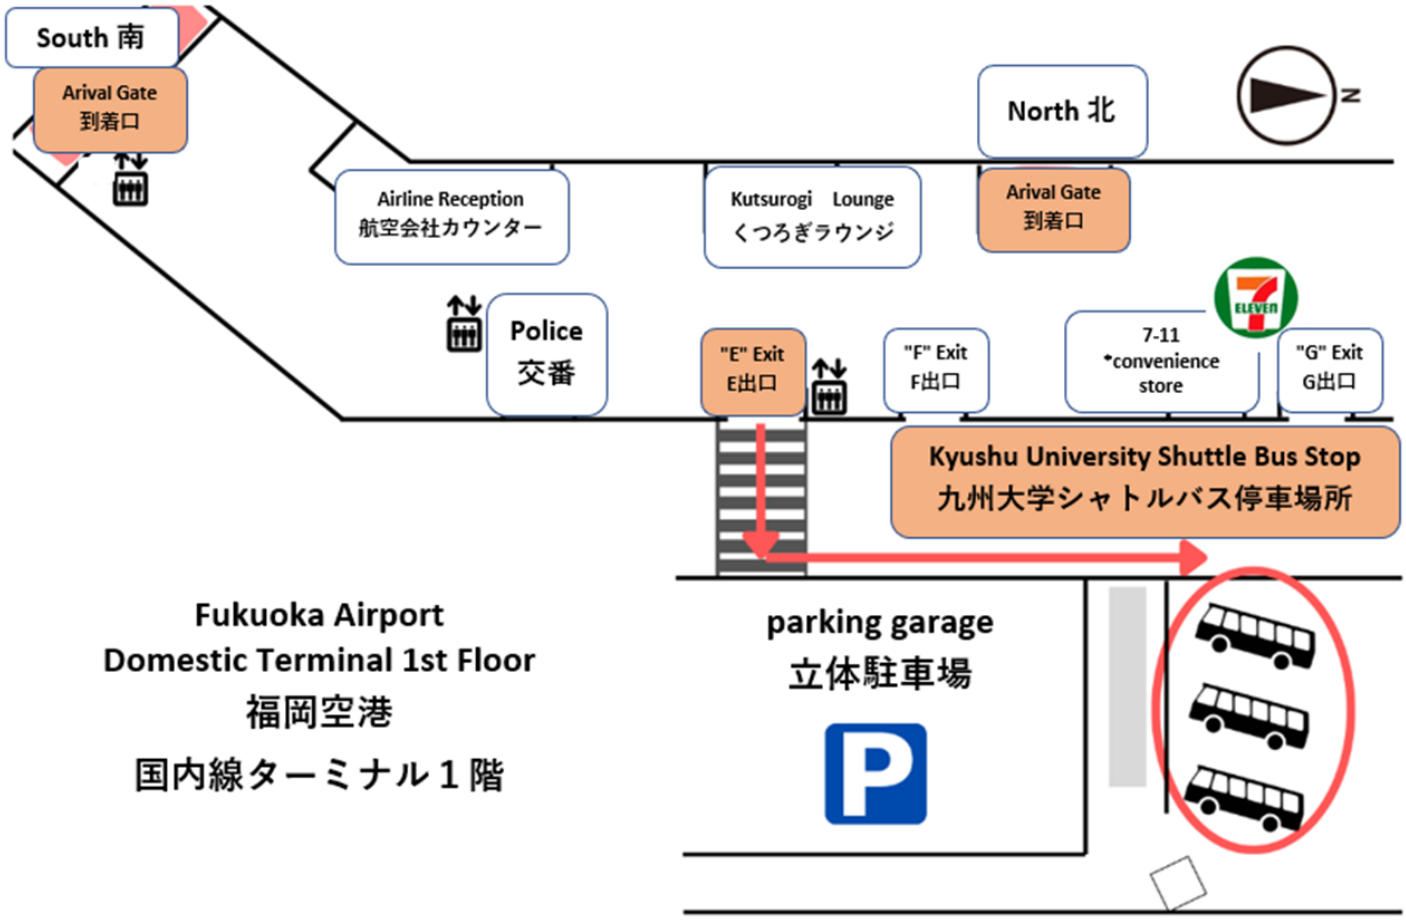 South 南
Arival Gate
到着口
North 北
N
Airline Reception
航空会社カウンター
Kutsurogi Lounge
くつろぎラウンジ
Arival Gate
到着口
Police
交番
"E" Exit
E出口
"F" Exit
F出口
7-11
*convenience
store
7
ELEVEN
"G" Exit
G出口
Kyushu University Shuttle Bus Stop
九州大学シャトルバス停車場所
Fukuoka Airport
Domestic Terminal 1st Floor
福岡空港
国内線ターミナル１階
parking garage
立体駐車場
P